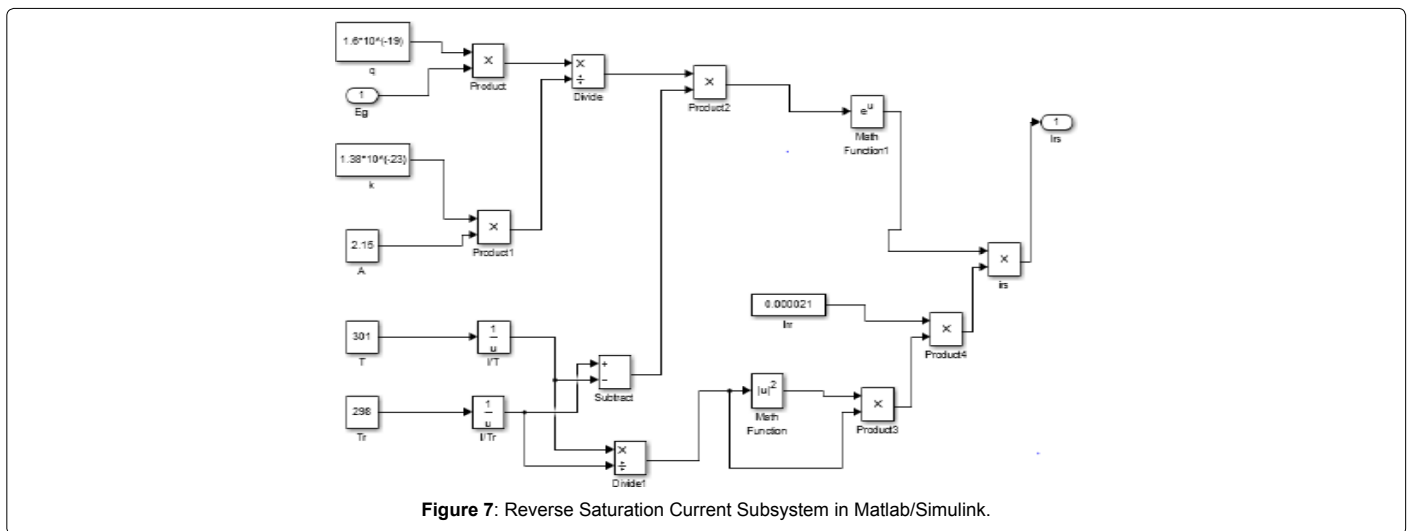 1.6*10^(-19)
q
×
Product
1
Eg
×
÷
Divide
×
Product2
e^u
Math
Function1
1
Irs
1.38*10^(-23)
k
2.15
A
×
Product1
×
irs
0.000021
Irr
×
Product4
301
T
1
u
I/T
+
−
Subtract
298
Tr
1
u
I/Tr
|u|^2
Math
Function
×
Product3
×
÷
Divide1
Figure 7: Reverse Saturation Current Subsystem in Matlab/Simulink.